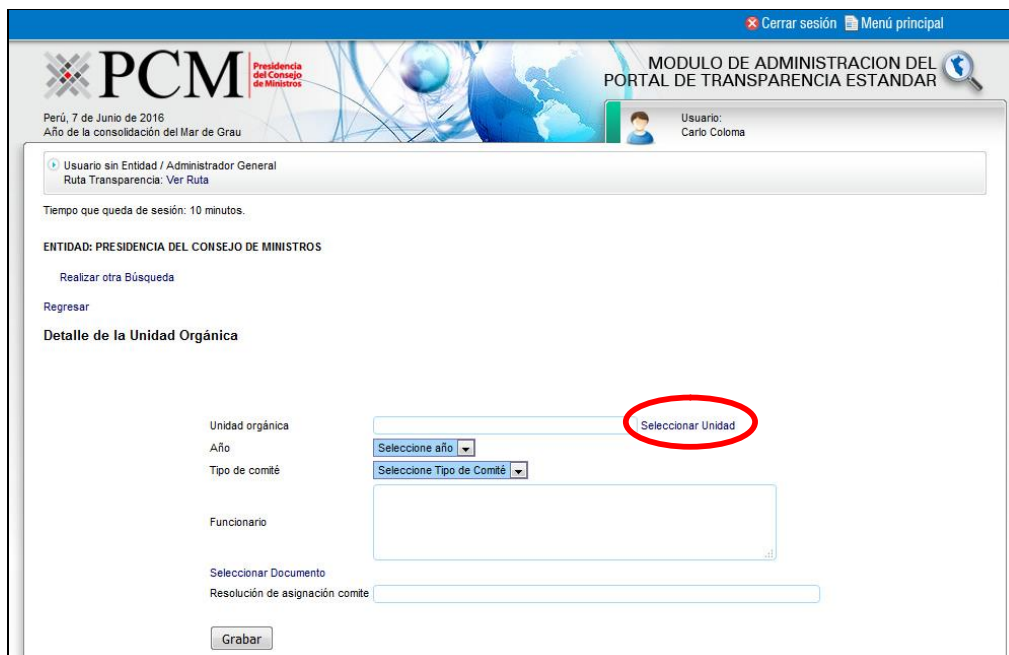 Cerrar sesión Menú principal
PCM Presidencia
del Consejo
de Ministros
MODULO DE ADMINISTRACION DEL
PORTAL DE TRANSPARENCIA ESTANDAR
Perú, 7 de Junio de 2016
Año de la consolidación del Mar de Grau
Usuario:
Carlo Coloma
Usuario sin Entidad / Administrador General
Ruta Transparencia: Ver Ruta
Tiempo que queda de sesión: 10 minutos.
ENTIDAD: PRESIDENCIA DEL CONSEJO DE MINISTROS
Realizar otra Búsqueda
Regresar
Detalle de la Unidad Orgánica
Unidad orgánica Seleccionar Unidad
Año Seleccione año
Tipo de comité Seleccione Tipo de Comité
Funcionario
Seleccionar Documento
Resolución de asignación comite
Grabar